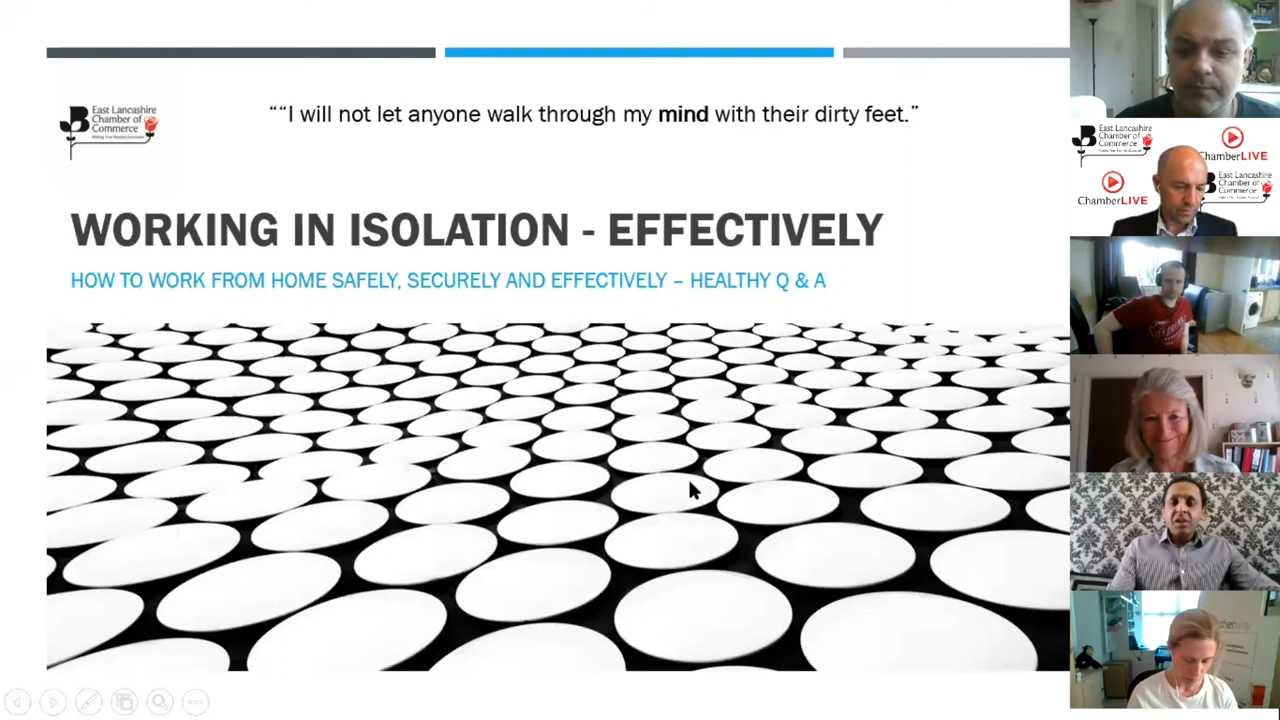 East Lancashire
Chamber of
Commerce
““I will not let anyone walk through my mind with their dirty feet.”
WORKING IN ISOLATION - EFFECTIVELY
HOW TO WORK FROM HOME SAFELY, SECURELY AND EFFECTIVELY – HEALTHY Q & A
East Lancashire
Chamber of
Commerce
ChamberLIVE
ChamberLIVE
East Lancashire
Chamber of
Commerce